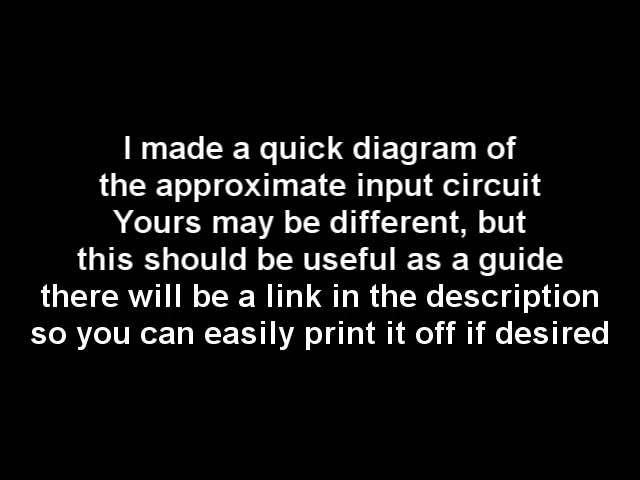 I made a quick diagram of
the approximate input circuit
Yours may be different, but
this should be useful as a guide
there will be a link in the description
so you can easily print it off if desired